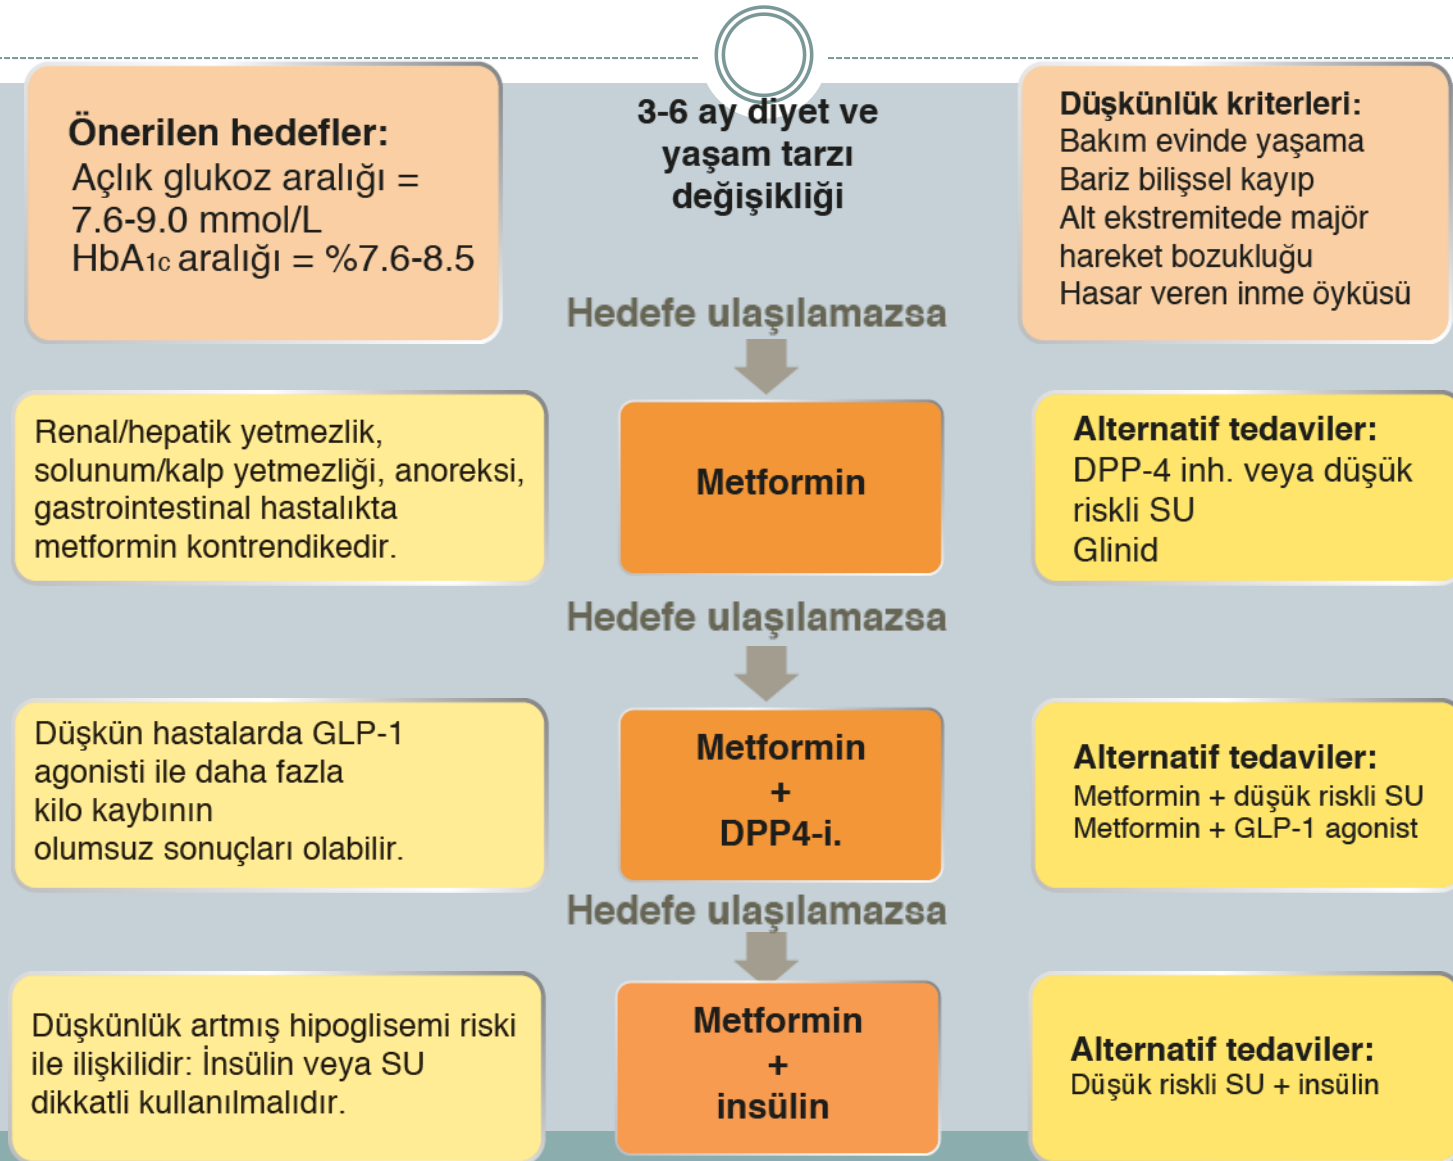 Önerilen hedefler:
Açlık glukoz aralığı =
7.6-9.0 mmol/L
HbA1c aralığı = %7.6-8.5
3-6 ay diyet ve
yaşam tarzı
değişikliği
Düşkünlük kriterleri:
Bakım evinde yaşama
Bariz bilişsel kayıp
Alt ekstremitede majör
hareket bozukluğu
Hasar veren inme öyküsü
Hedefe ulaşılamazsa
Renal/hepatik yetmezlik,
solunum/kalp yetmezliği, anoreksi,
gastrointestinal hastalıkta
metformin kontrendikedir.
Metformin
Alternatif tedaviler:
DPP-4 inh. veya düşük
riskli SU
Glinid
Hedefe ulaşılamazsa
Düşkün hastalarda GLP-1
agonisti ile daha fazla
kilo kaybının
olumsuz sonuçları olabilir.
Metformin
+
DPP4-i.
Alternatif tedaviler:
Metformin + düşük riskli SU
Metformin + GLP-1 agonist
Hedefe ulaşılamazsa
Düşkünlük artmış hipoglisemi riski
ile ilişkilidir: İnsülin veya SU
dikkatli kullanılmalıdır.
Metformin
+
insülin
Alternatif tedaviler:
Düşük riskli SU + insülin